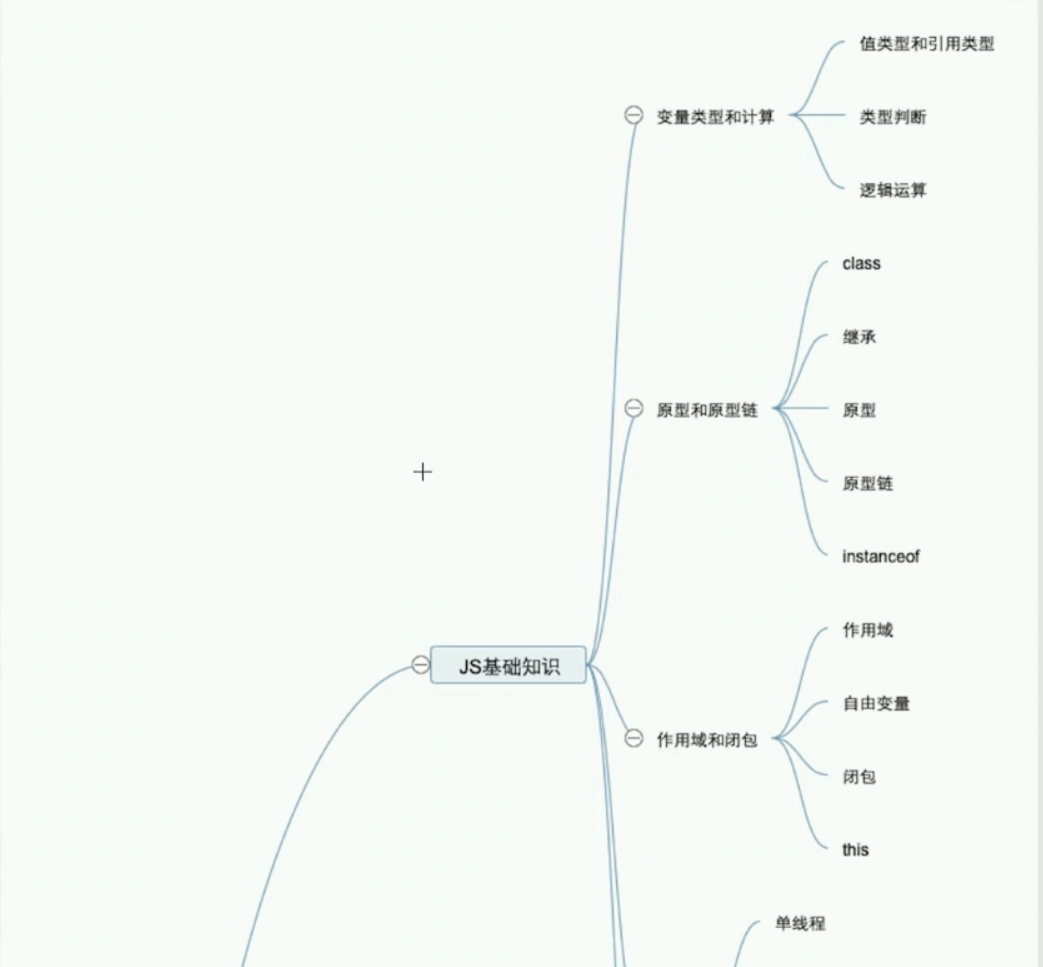 值类型和引用类型
变量类型和计算
类型判断
逻辑运算
class
继承
原型和原型链
原型
原型链
instanceof
作用域
JS基础知识
自由变量
作用域和闭包
闭包
this
单线程